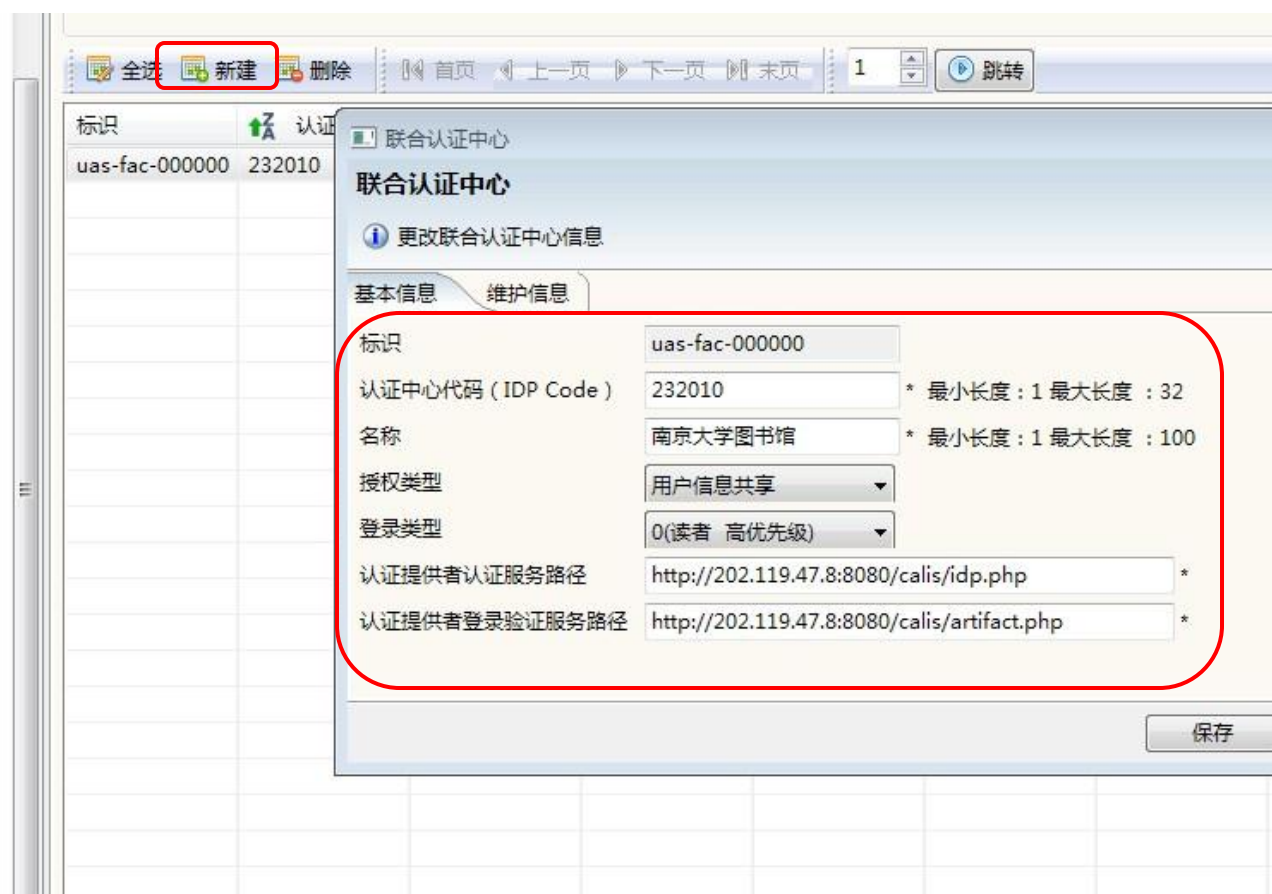 全选 新建 删除 首页 上一页 下一页 末页 1 跳转
标识 认证
uas-fac-000000 232010
联合认证中心
联合认证中心
更改联合认证中心信息
基本信息 维护信息
标识 uas-fac-000000
认证中心代码 ( IDP Code ) 232010 * 最小长度:1 最大长度 :32
名称 南京大学图书馆 * 最小长度:1 最大长度 :100
授权类型 用户信息共享
登录类型 0(读者 高优先级)
认证提供者认证服务路径 http://202.119.47.8:8080/calis/idp.php *
认证提供者登录验证服务路径 http://202.119.47.8:8080/calis/artifact.php *
保存